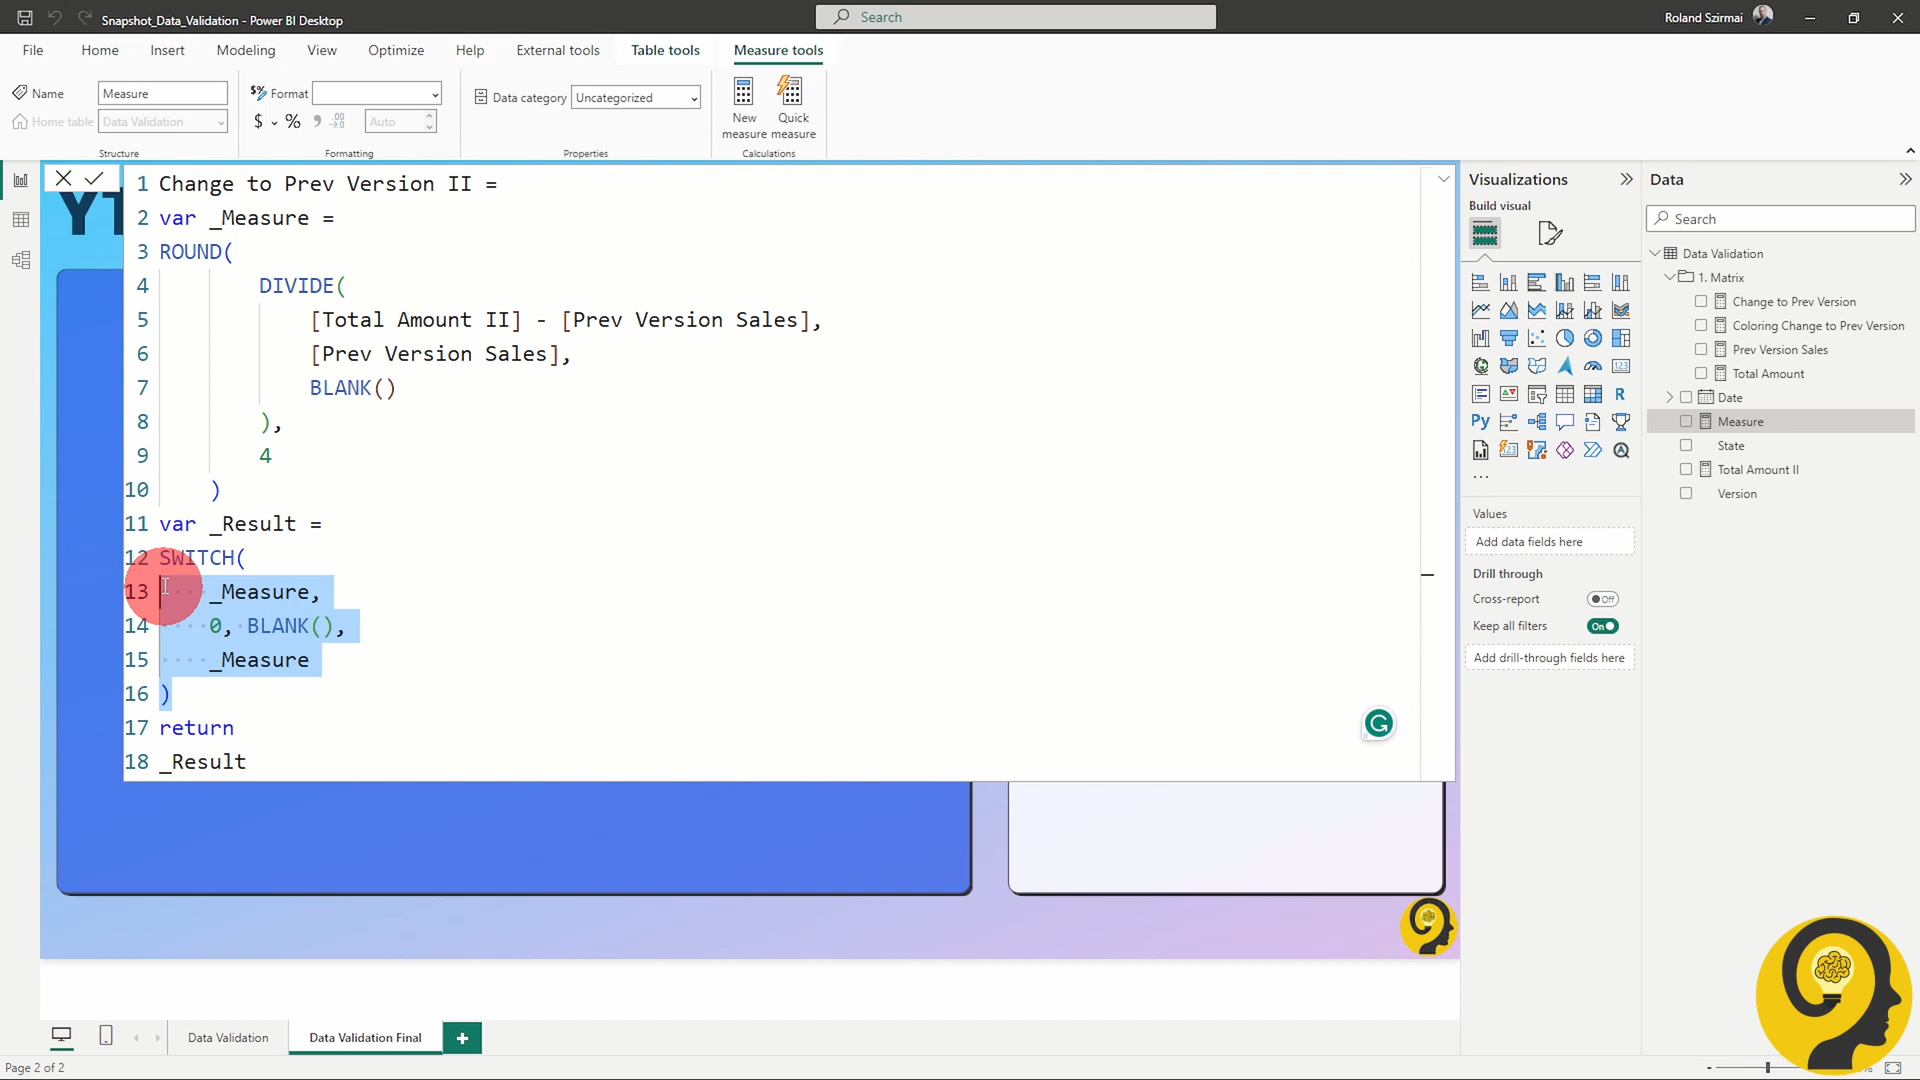 Snapshot_Data_Validation - Power BI Desktop
Search
Roland Szirmai
File
Home
Insert
Modeling
View
Optimize
Help
External tools
Table tools
Measure tools
Name
Measure
Home table
Data Validation
Structure
Format
$
%
Auto
Formatting
Data category
Uncategorized
Properties
New measure
Quick measure
Calculations
YT
1 Change to Prev Version II =
2 var _Measure =
3 ROUND(
4 DIVIDE(
5 [Total Amount II] - [Prev Version Sales],
6 [Prev Version Sales],
7 BLANK()
8 ),
9 4
10 )
11 var _Result =
12 SWITCH(
13 _Measure,
14 0, BLANK(),
15 _Measure
16 )
17 return
18 _Result
Visualizations
Build visual
R
Py
123
...
Values
Add data fields here
Drill through
Cross-report
Off
Keep all filters
On
Add drill-through fields here
Data
Search
Data Validation
1. Matrix
Change to Prev Version
Coloring Change to Prev Version
Prev Version Sales
Total Amount
Date
Measure
State
Total Amount II
Version
Data Validation
Data Validation Final
Page 2 of 2